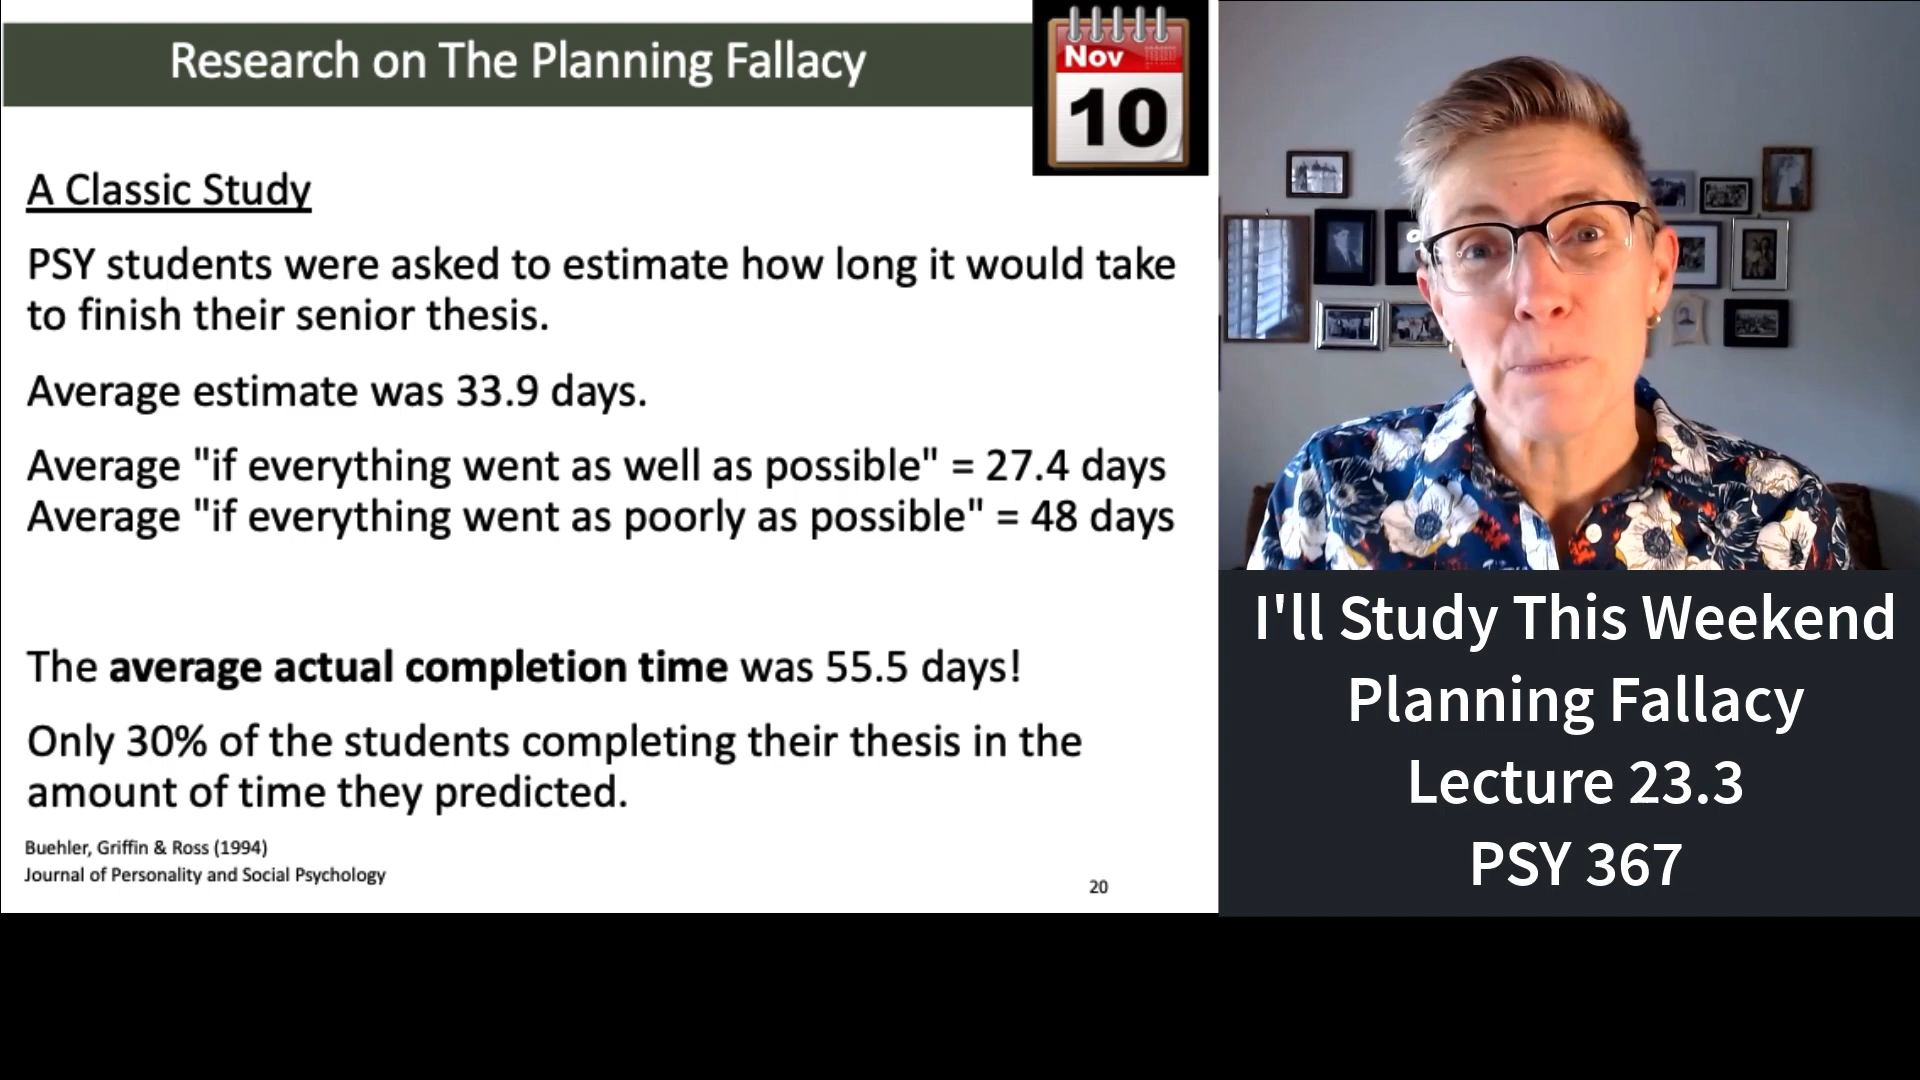 Research on The Planning Fallacy
Nov
10
A Classic Study
PSY students were asked to estimate how long it would take
to finish their senior thesis.
Average estimate was 33.9 days.
Average "if everything went as well as possible" = 27.4 days
Average "if everything went as poorly as possible" = 48 days
The average actual completion time was 55.5 days!
Only 30% of the students completing their thesis in the
amount of time they predicted.
Buehler, Griffin & Ross (1994)
Journal of Personality and Social Psychology
20
I'll Study This Weekend
Planning Fallacy
Lecture 23.3
PSY 367